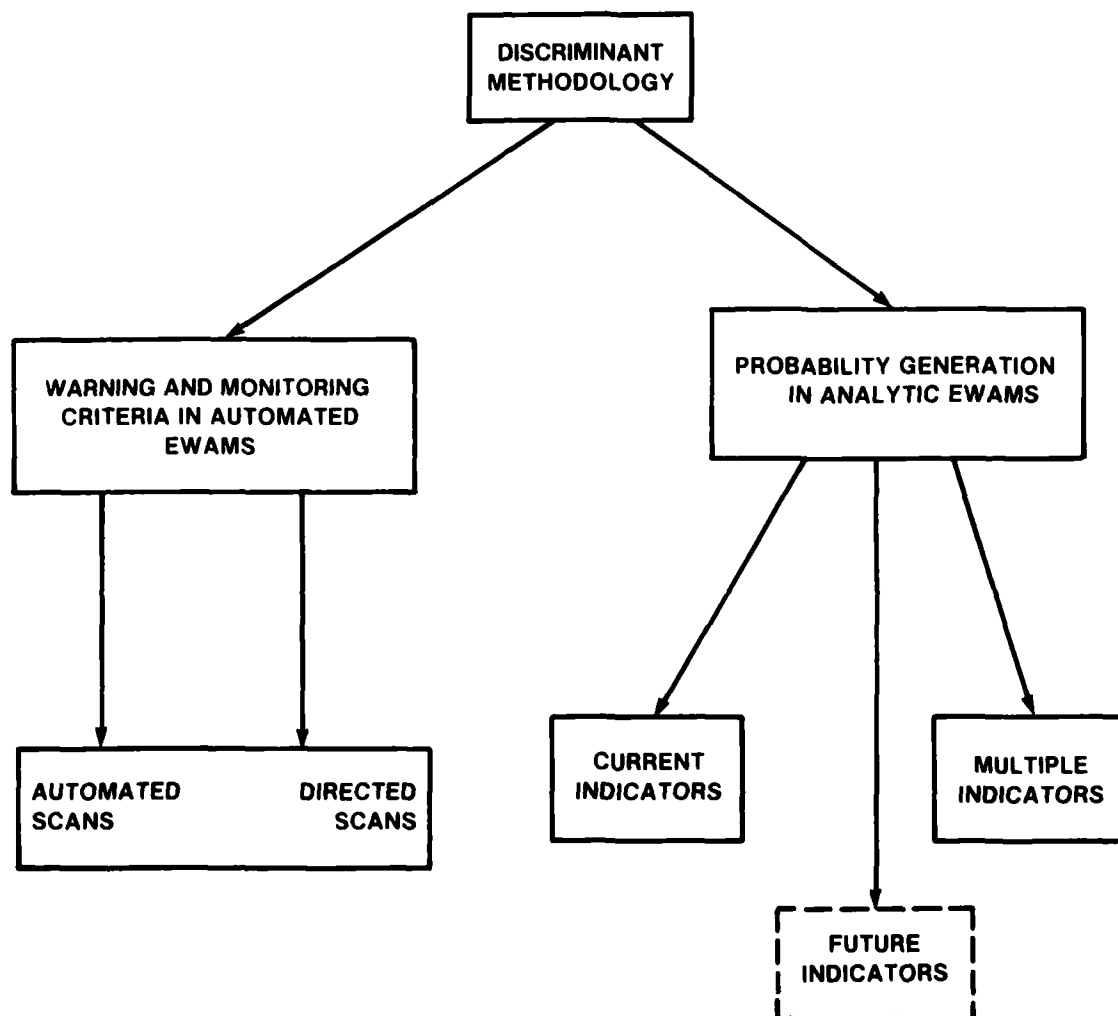 DISCRIMINANT
METHODOLOGY
WARNING AND MONITORING
CRITERIA IN AUTOMATED
EWAMS
PROBABILITY GENERATION
IN ANALYTIC EWAMS
AUTOMATED
SCANS
DIRECTED
SCANS
CURRENT
INDICATORS
MULTIPLE
INDICATORS
FUTURE
INDICATORS